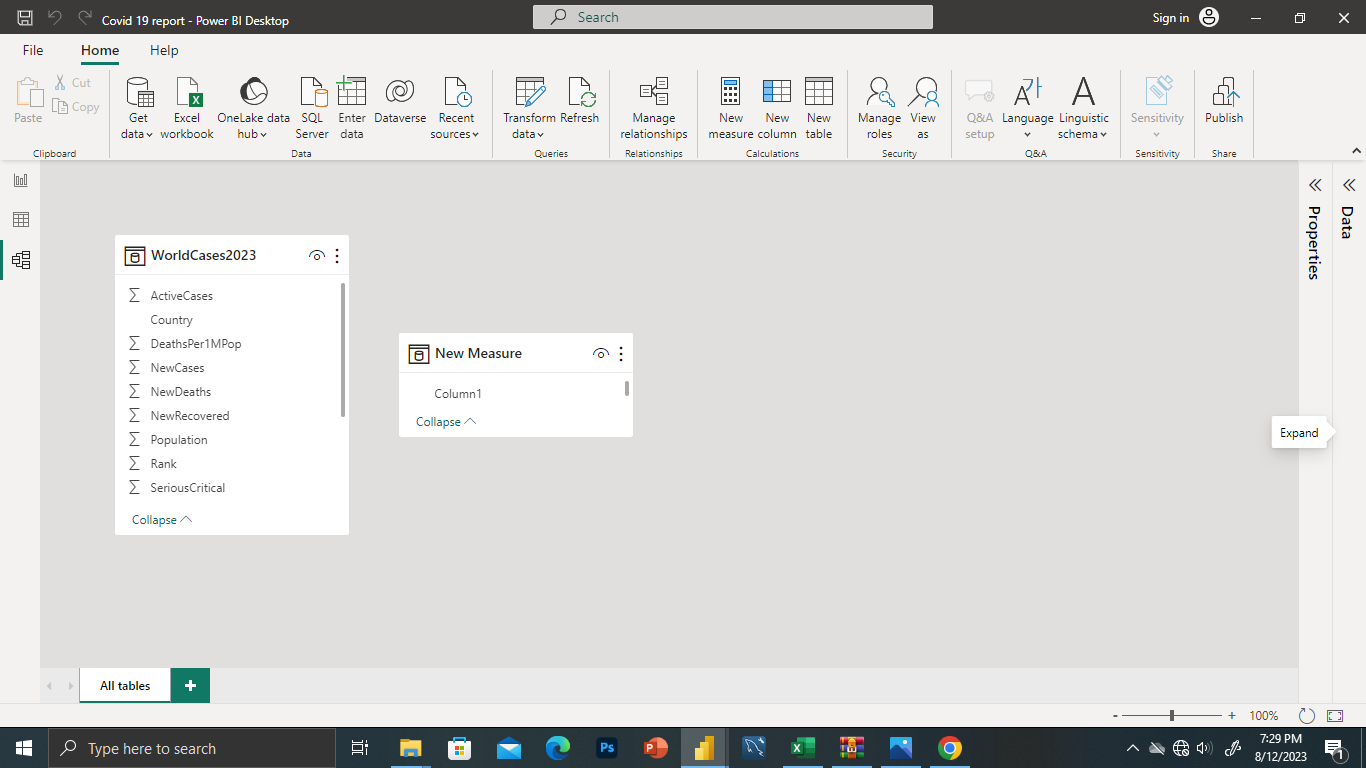 Covid 19 report - Power BI Desktop
Search
Sign in
File Home Help
Paste
Cut
Copy
Clipboard
Get data
Excel workbook
OneLake data hub
SQL Server
Enter data
Dataverse
Recent sources
Data
Transform data
Refresh
Queries
Manage relationships
Relationships
New measure
New column
New table
Calculations
Manage roles
View as
Security
Q&A setup
Language
Linguistic schema
Q&A
Sensitivity
Sensitivity
Publish
Share
WorldCases2023
ActiveCases
Country
DeathsPer1MPop
NewCases
NewDeaths
NewRecovered
Population
Rank
SeriousCritical
Collapse
New Measure
Column1
Collapse
Properties
Data
Expand
All tables
+
- + 100%
Type here to search
Ps
7:29 PM
8/12/2023
1